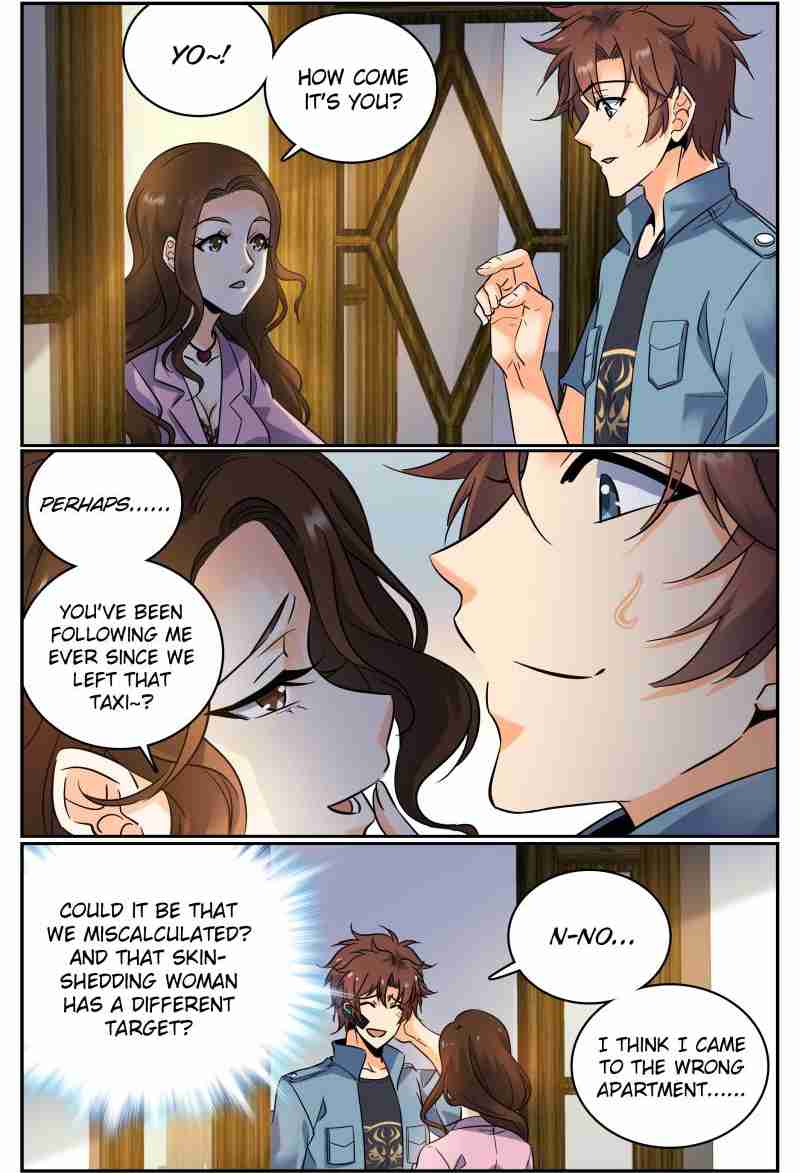 YO~!
HOW COME
IT'S YOU?
PERHAPS......
YOU'VE BEEN
FOLLOWING ME
EVER SINCE WE
LEFT THAT
TAXI~?
COULD IT BE THAT
WE MISCALCULATED?
AND THAT SKIN-
SHEDDING WOMAN
HAS A DIFFERENT
TARGET?
N-NO...
I THINK I CAME
TO THE WRONG
APARTMENT......